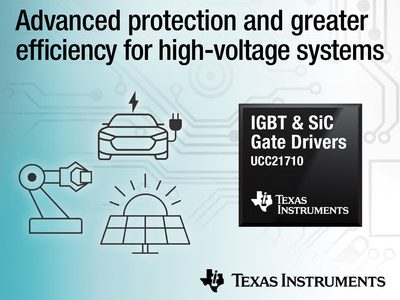 Advanced protection and greater
efficiency for high-voltage systems
IGBT & SiC
Gate Drivers
UCC21710
TEXAS
INSTRUMENTS
TEXAS INSTRUMENTS